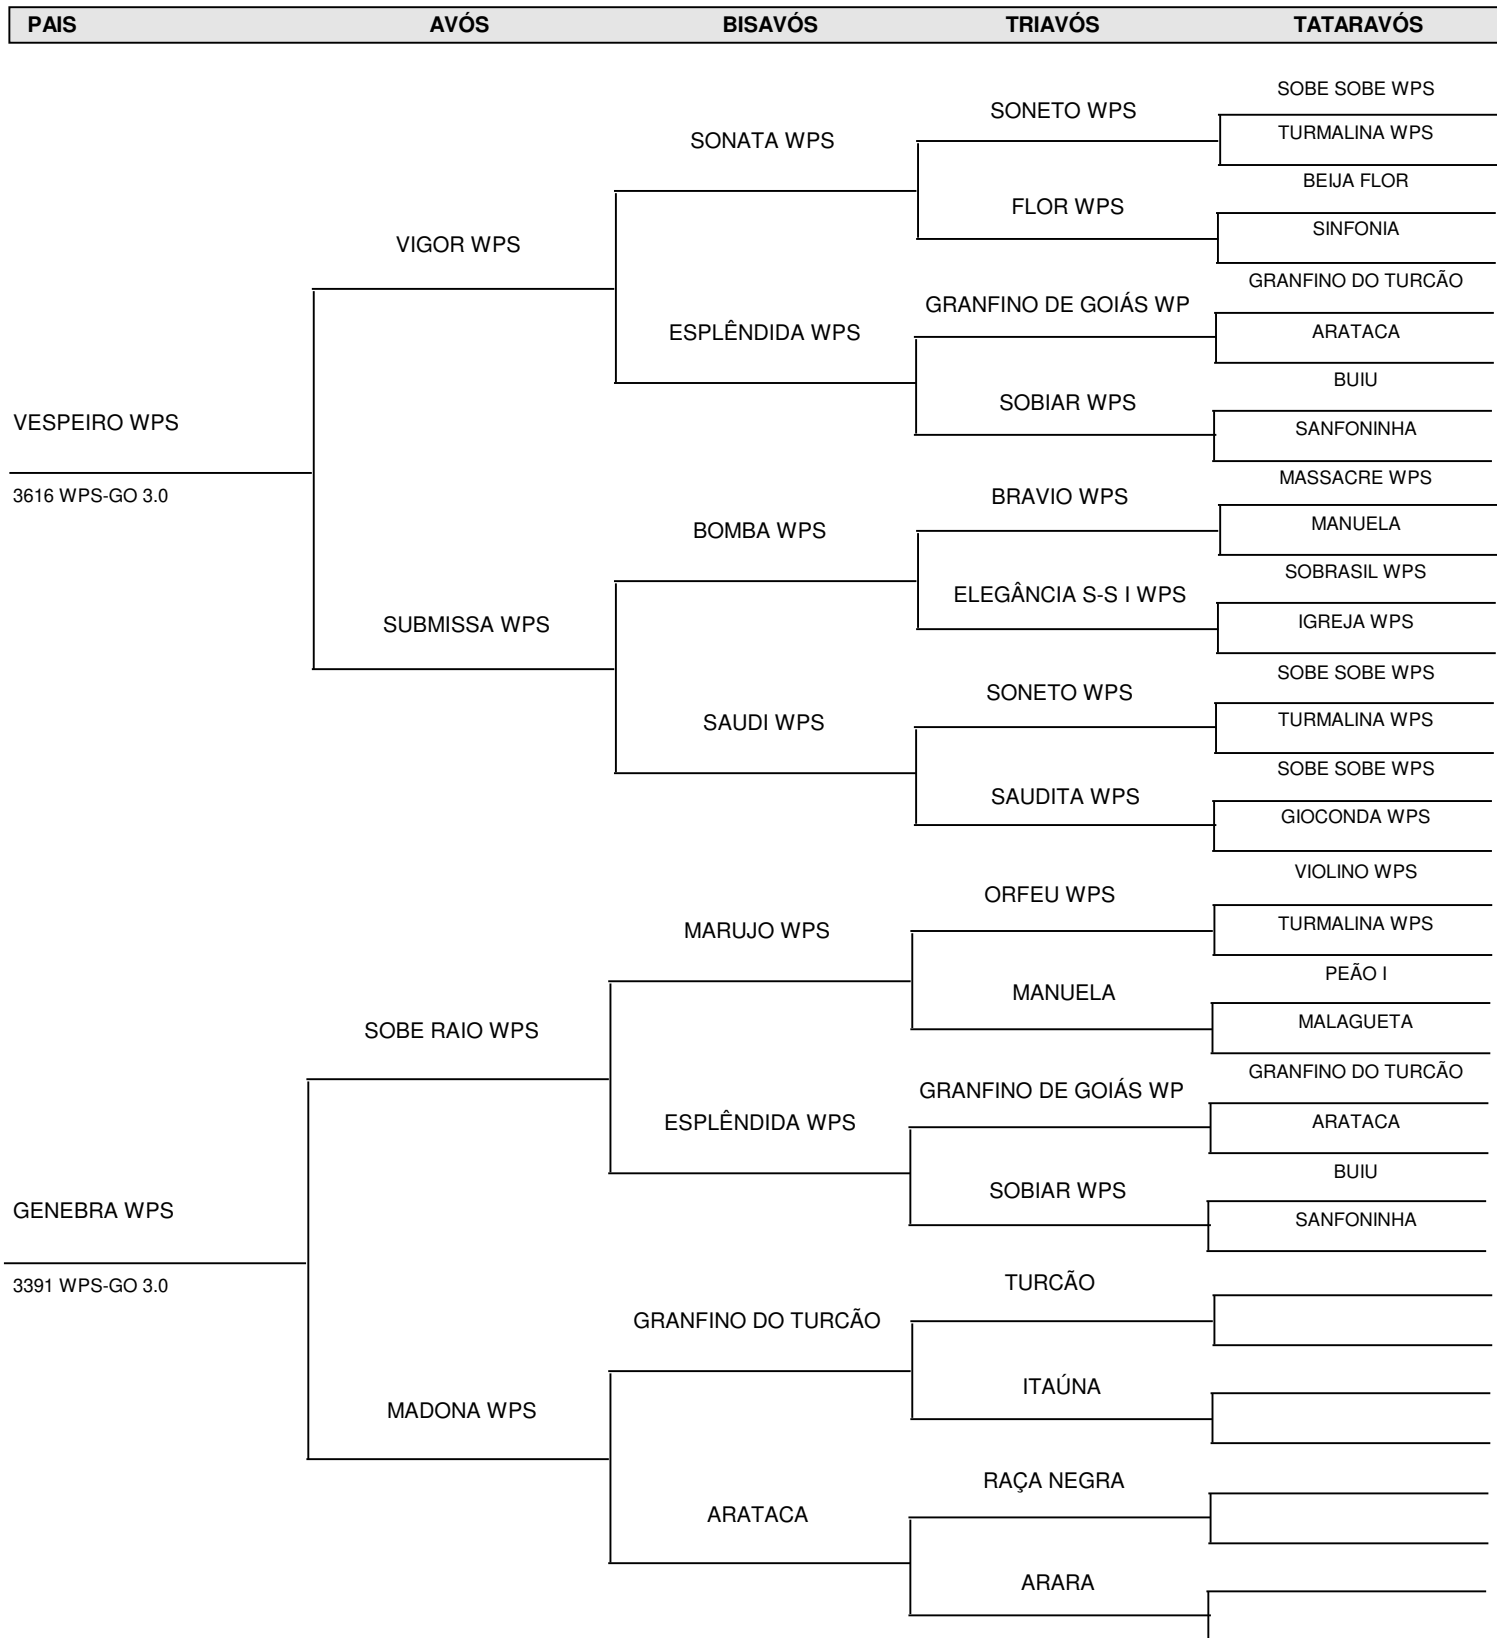 PAIS AVÓS BISAVÓS TRIAVÓS TATARAVÓS
SOBE SOBE WPS
SONETO WPS
TURMALINA WPS
SONATA WPS
BEIJA FLOR
FLOR WPS
SINFONIA
VIGOR WPS
GRANFINO DO TURCÃO
GRANFINO DE GOIÁS WP
ARATACA
ESPLÊNDIDA WPS
BUIU
SOBIAR WPS
SANFONINHA
VESPEIRO WPS
3616 WPS-GO 3.0
MASSACRE WPS
BRAVIO WPS
MANUELA
BOMBA WPS
SOBRASIL WPS
ELEGÂNCIA S-S I WPS
IGREJA WPS
SUBMISSA WPS
SOBE SOBE WPS
SONETO WPS
TURMALINA WPS
SAUDI WPS
SOBE SOBE WPS
SAUDITA WPS
GIOCONDA WPS
VIOLINO WPS
ORFEU WPS
TURMALINA WPS
MARUJO WPS
PEÃO I
MANUELA
MALAGUETA
SOBE RAIO WPS
GRANFINO DO TURCÃO
GRANFINO DE GOIÁS WP
ARATACA
ESPLÊNDIDA WPS
BUIU
SOBIAR WPS
SANFONINHA
GENEBRA WPS
3391 WPS-GO 3.0
TURCÃO
GRANFINO DO TURCÃO
ITAÚNA
MADONA WPS
RAÇA NEGRA
ARATACA
ARARA